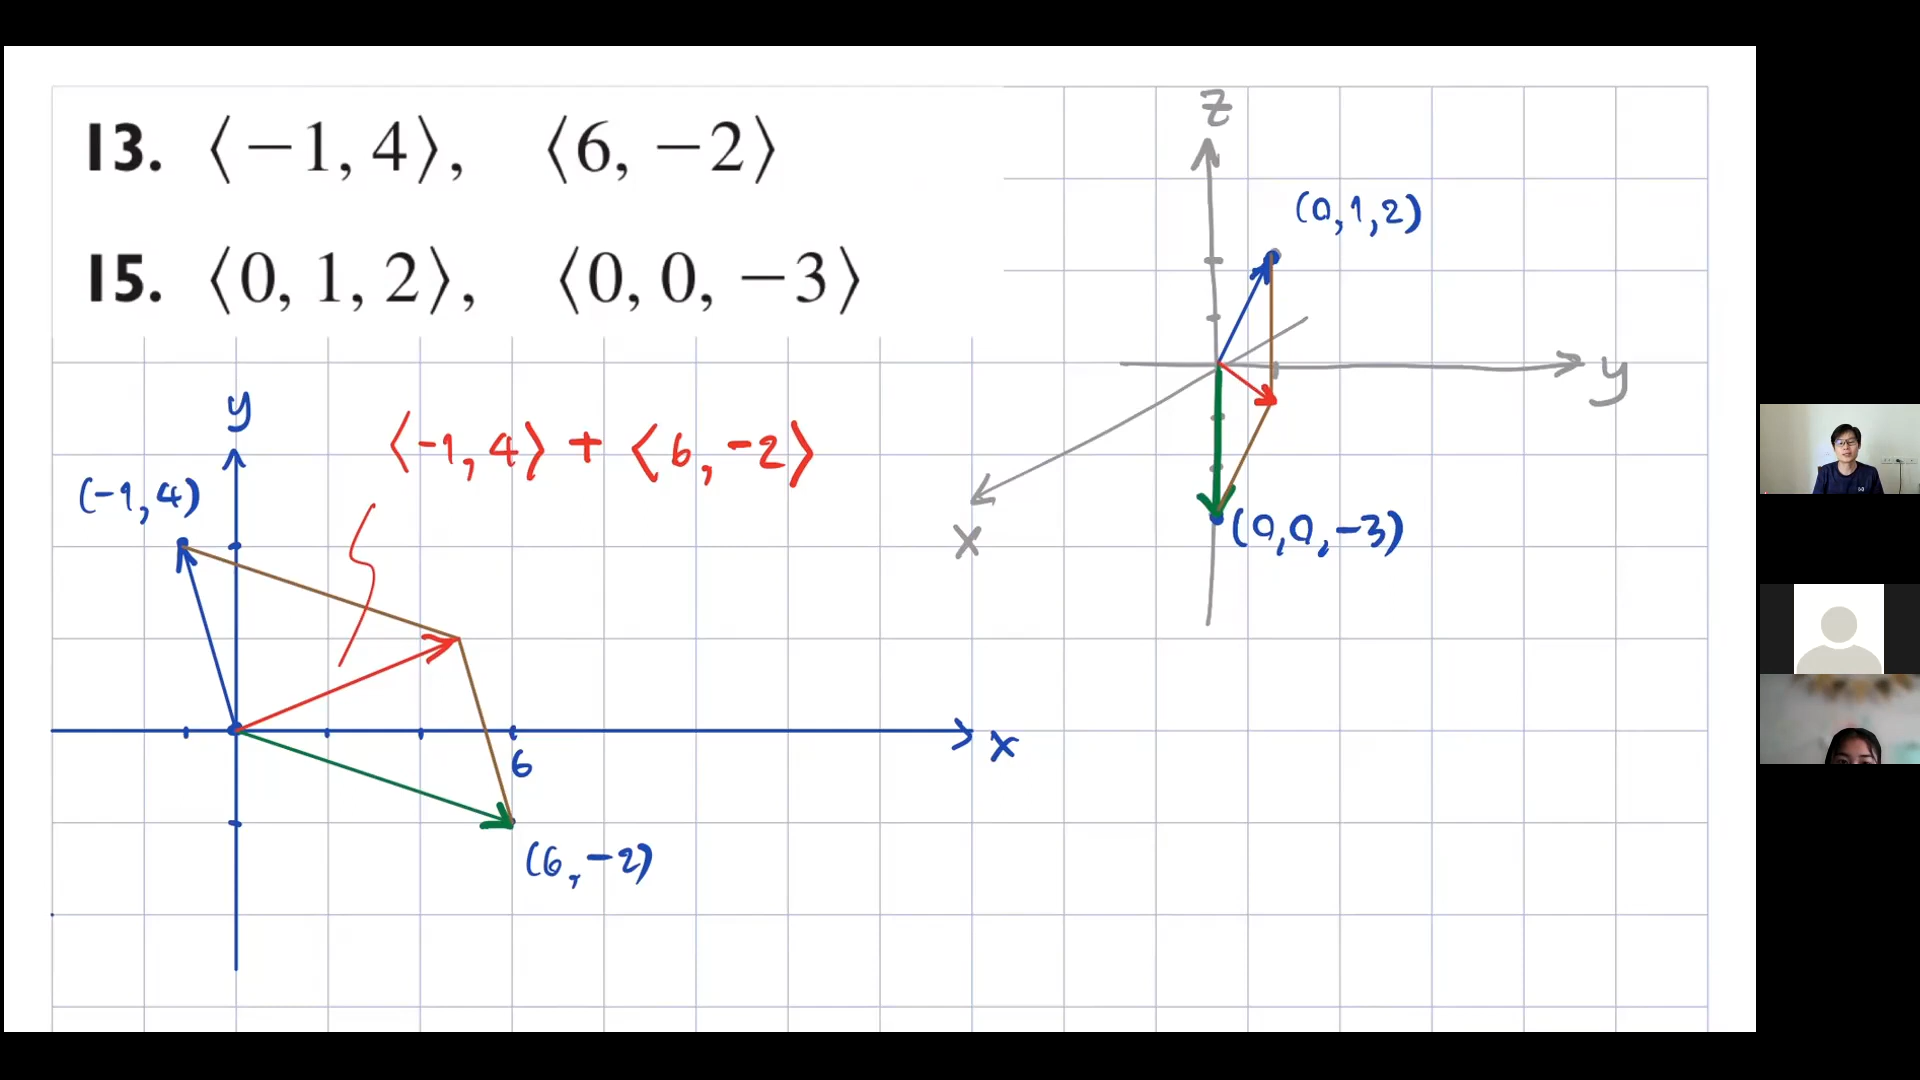 13. ⟨−1, 4⟩, ⟨6, −2⟩
15. ⟨0, 1, 2⟩, ⟨0, 0, −3⟩
z
(0,1,2)
y
x
(0,0,−3)
y
⟨−1, 4⟩ + ⟨6, −2⟩
(−1,4)
x
6
(6,−2)